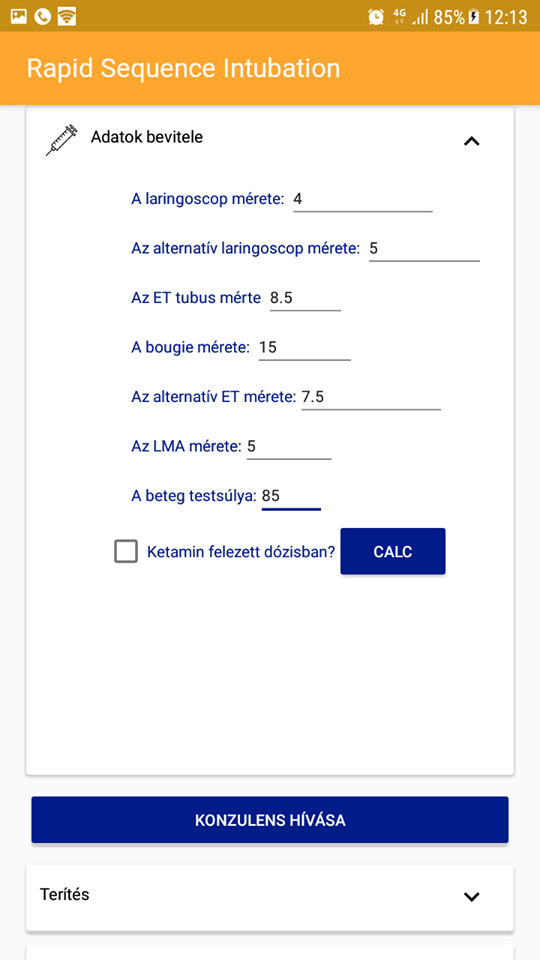 4G 85% 12:13
Rapid Sequence Intubation
Adatok bevitele
A laringoscop mérete: 4
Az alternatív laringoscop mérete: 5
Az ET tubus mérte 8.5
A bougie mérete: 15
Az alternatív ET mérete: 7.5
Az LMA mérete: 5
A beteg testsúlya: 85
Ketamin felezett dózisban? CALC
KONZULENS HÍVÁSA
Terítés